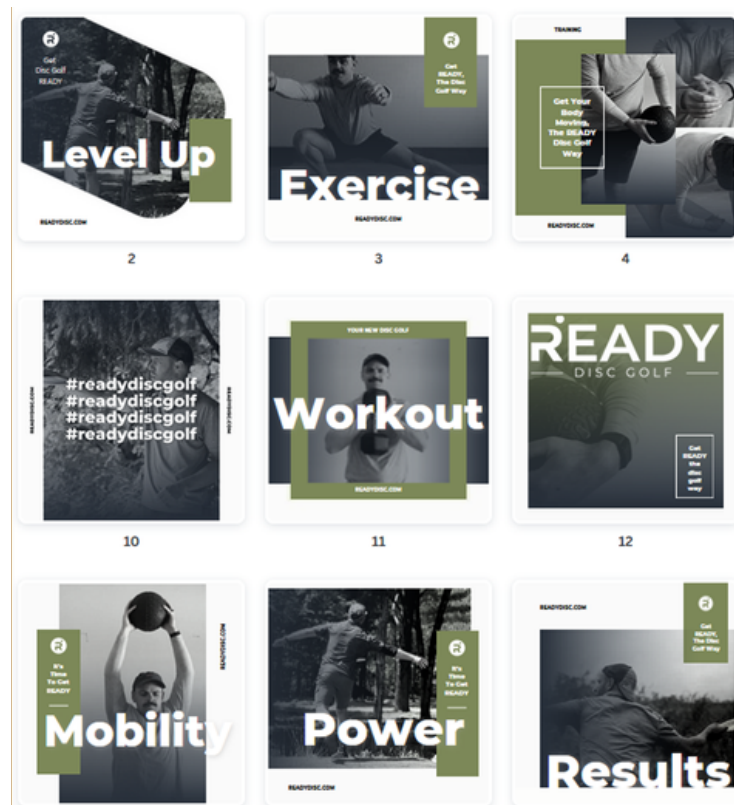 Get
Disc Golf
READY
Level Up
READYDISC.COM
2
Get
READY,
The Disc
Golf Way
Exercise
READYDISC.COM
3
TRAINING
Get Your
Body
Moving,
The READY
Disc Golf
Way
READYDISC.COM
4
READYDISC.COM
#readydiscgolf
#readydiscgolf
#readydiscgolf
#readydiscgolf
READYDISC.COM
10
YOUR NEW DISC GOLF
Workout
READYDISC.COM
11
READY
DISC GOLF
Get
READY
the
disc
golf
way
12
It's
Time
To Get
READY
READYDISC.COM
Mobility
It's
Time
To Get
READY
Power
READYDISC.COM
READYDISC.COM
Get
READY,
The Disc
Golf Way
Results